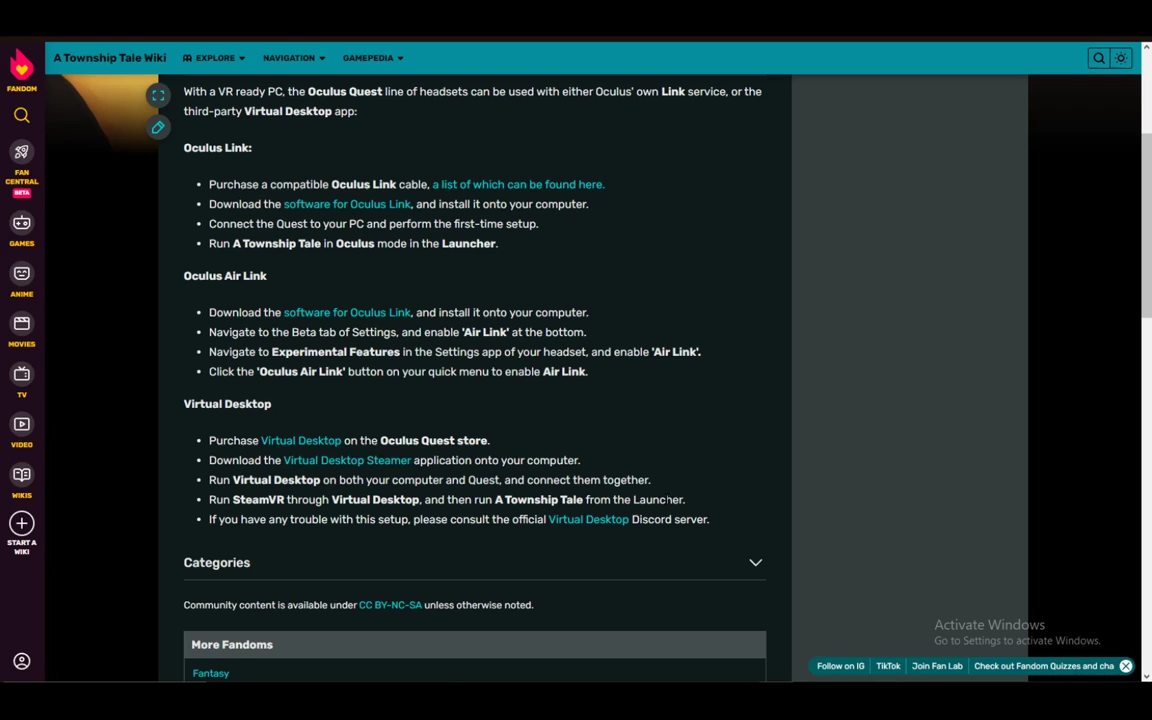 A Township Tale Wiki
EXPLORE
NAVIGATION
GAMEPEDIA
FANDOM
FAN
CENTRAL
BETA
GAMES
ANIME
MOVIES
TV
VIDEO
WIKIS
START A
WIKI
With a VR ready PC, the Oculus Quest line of headsets can be used with either Oculus' own Link service, or the
third-party Virtual Desktop app:
Oculus Link:
• Purchase a compatible Oculus Link cable, a list of which can be found here.
• Download the software for Oculus Link, and install it onto your computer.
• Connect the Quest to your PC and perform the first-time setup.
• Run A Township Tale in Oculus mode in the Launcher.
Oculus Air Link
• Download the software for Oculus Link, and install it onto your computer.
• Navigate to the Beta tab of Settings, and enable 'Air Link' at the bottom.
• Navigate to Experimental Features in the Settings app of your headset, and enable 'Air Link'.
• Click the 'Oculus Air Link' button on your quick menu to enable Air Link.
Virtual Desktop
• Purchase Virtual Desktop on the Oculus Quest store.
• Download the Virtual Desktop Steamer application onto your computer.
• Run Virtual Desktop on both your computer and Quest, and connect them together.
• Run SteamVR through Virtual Desktop, and then run A Township Tale from the Launcher.
• If you have any trouble with this setup, please consult the official Virtual Desktop Discord server.
Categories
Community content is available under CC BY-NC-SA unless otherwise noted.
More Fandoms
Fantasy
Activate Windows
Go to Settings to activate Windows.
Follow on IG
TikTok
Join Fan Lab
Check out Fandom Quizzes and cha